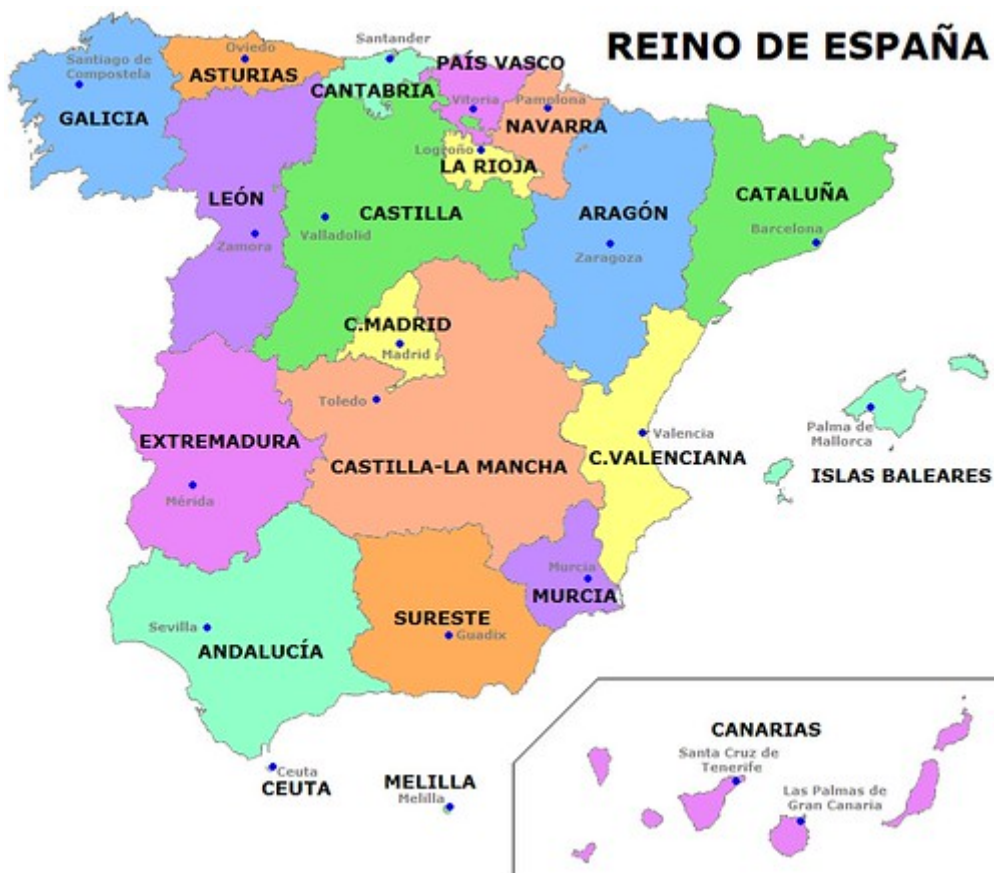 REINO DE ESPAÑA
Santiago de
Compostela
GALICIA
Oviedo
ASTURIAS
Santander
CANTABRIA
PAÍS VASCO
Vitoria
Pamplona
NAVARRA
Logroño
LA RIOJA
LEÓN
Zamora
CASTILLA
Valladolid
ARAGÓN
Zaragoza
CATALUÑA
Barcelona
C.MADRID
Madrid
Toledo
CASTILLA-LA MANCHA
EXTREMADURA
Mérida
Valencia
C.VALENCIANA
Palma de
Mallorca
ISLAS BALEARES
Murcia
MURCIA
SURESTE
Guadix
Sevilla
ANDALUCÍA
Ceuta
CEUTA
MELILLA
Melilla
CANARIAS
Santa Cruz de
Tenerife
Las Palmas de
Gran Canaria